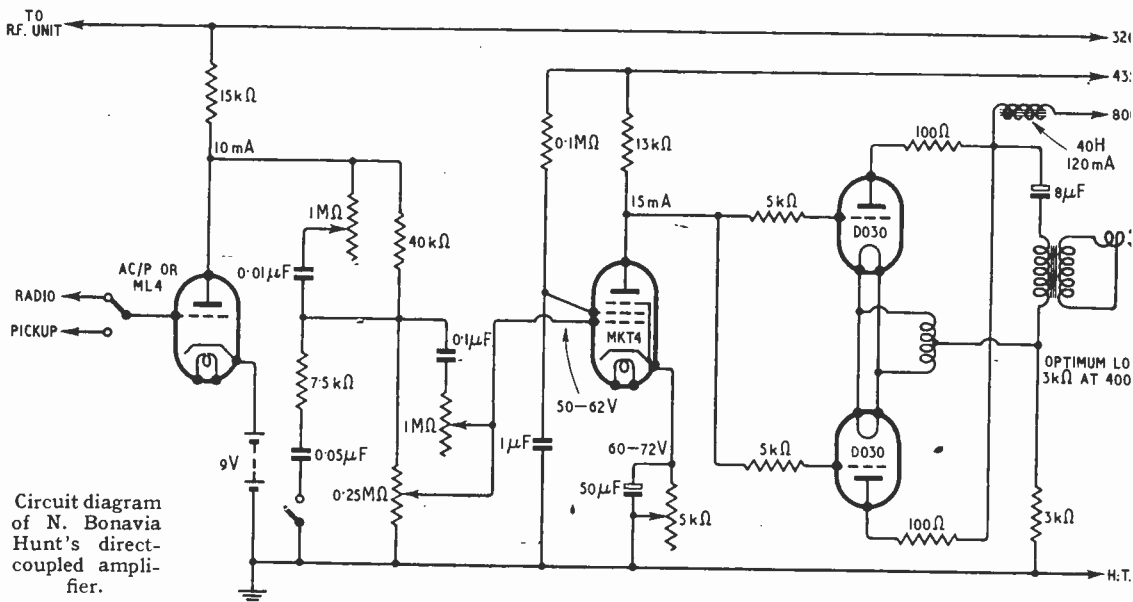 TO
R.F. UNIT
320
15kΩ
10mA
1MΩ
40kΩ
0.01μF
AC/P OR
ML4
RADIO
PICKUP
7.5kΩ
0.1μF
1MΩ
0.05μF
9V
0.25MΩ
43
0.1MΩ
13kΩ
15mA
MKT4
50–62V
1μF
60–72V
50μF
5kΩ
5kΩ
5kΩ
100Ω
DO30
DO30
100Ω
40H
120mA
80
8μF
OPTIMUM LO
3kΩ AT 400
3kΩ
H.T.
Circuit diagram
of N. Bonavia
Hunt's direct-
coupled ampli-
fier.